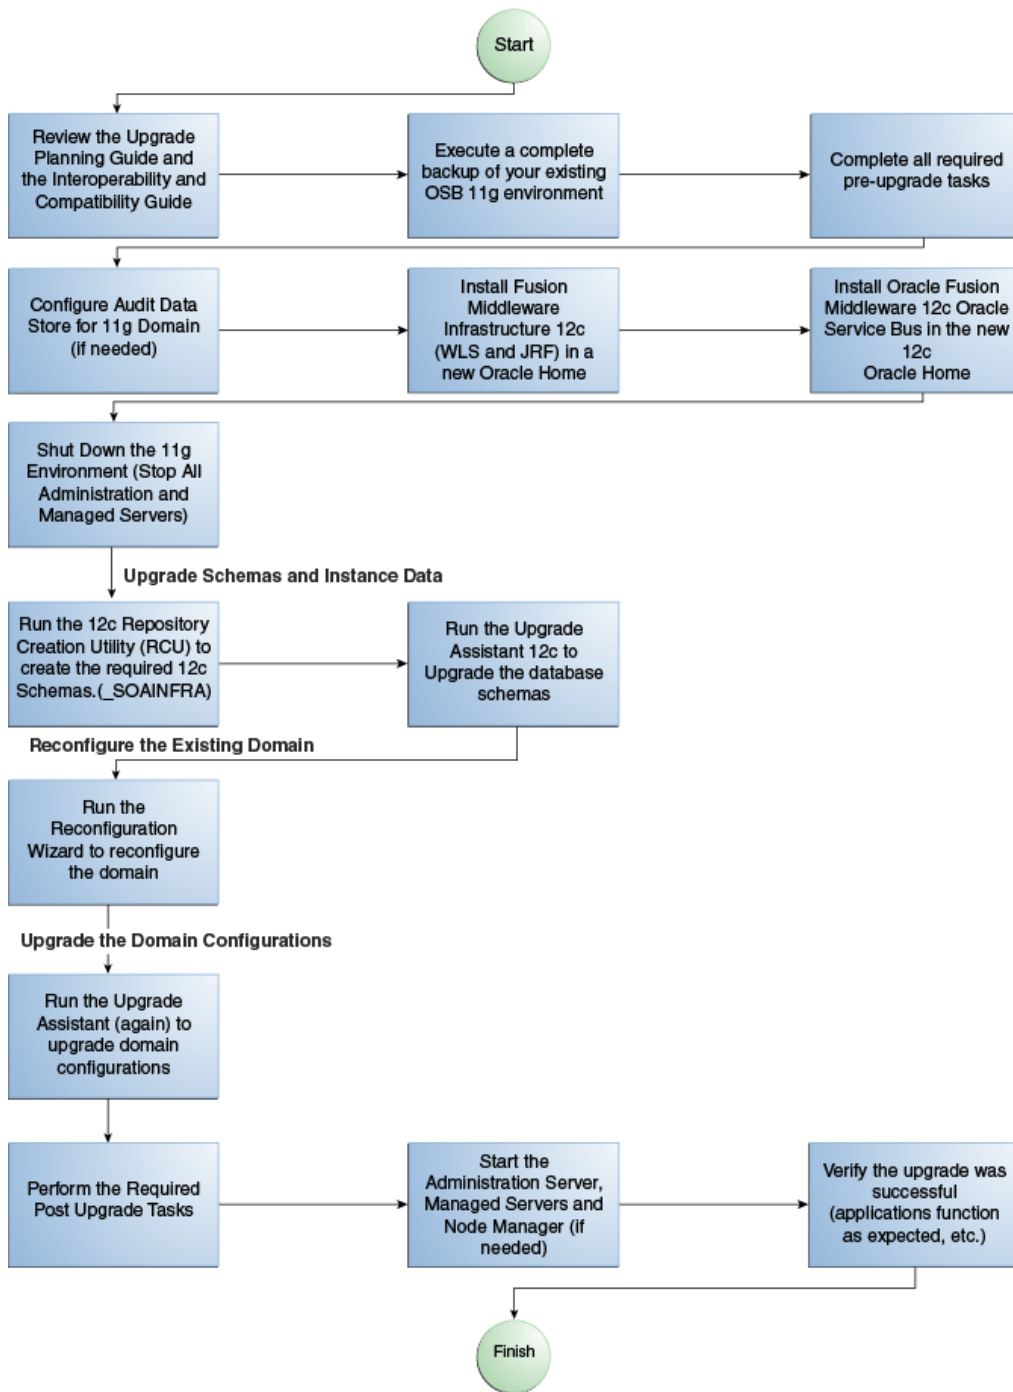 Start
Review the Upgrade
Planning Guide and
the Interoperability and
Compatibility Guide
Execute a complete
backup of your existing
OSB 11g environment
Complete all required
pre-upgrade tasks
Configure Audit Data
Store for 11g Domain
(if needed)
Install Fusion
Middleware
Infrastructure 12c
(WLS and JRF) in a
new Oracle Home
Install Oracle Fusion
Middleware 12c Oracle
Service Bus in the new
12c
Oracle Home
Shut Down the 11g
Environment (Stop All
Administration and
Managed Servers)
Upgrade Schemas and Instance Data
Run the 12c Repository
Creation Utility (RCU) to
create the required 12c
Schemas.(_SOAINFRA)
Run the Upgrade
Assistant 12c to
Upgrade the database
schemas
Reconfigure the Existing Domain
Run the
Reconfiguration
Wizard to reconfigure
the domain
Upgrade the Domain Configurations
Run the Upgrade
Assistant (again) to
upgrade domain
configurations
Perform the Required
Post Upgrade Tasks
Start the
Administration Server,
Managed Servers and
Node Manager (if
needed)
Verify the upgrade was
successful
(applications function
as expected, etc.)
Finish